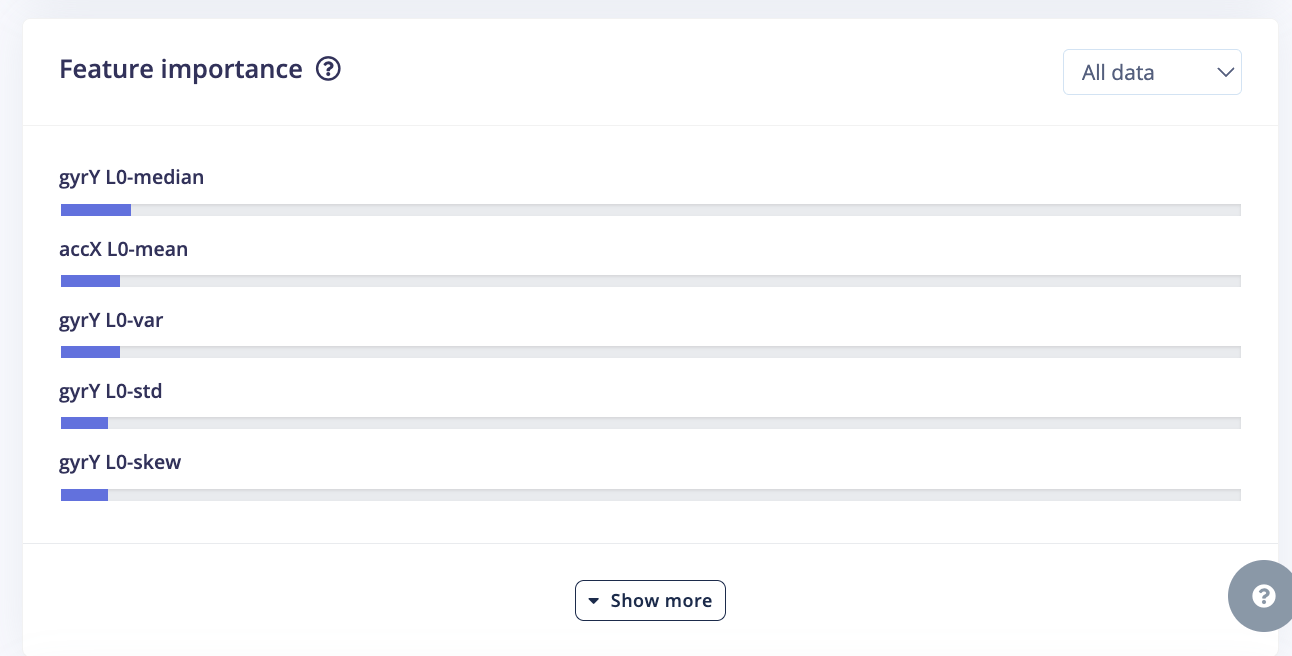 Feature importance ?
All data
gyrY L0-median
accX L0-mean
gyrY L0-var
gyrY L0-std
gyrY L0-skew
Show more
?